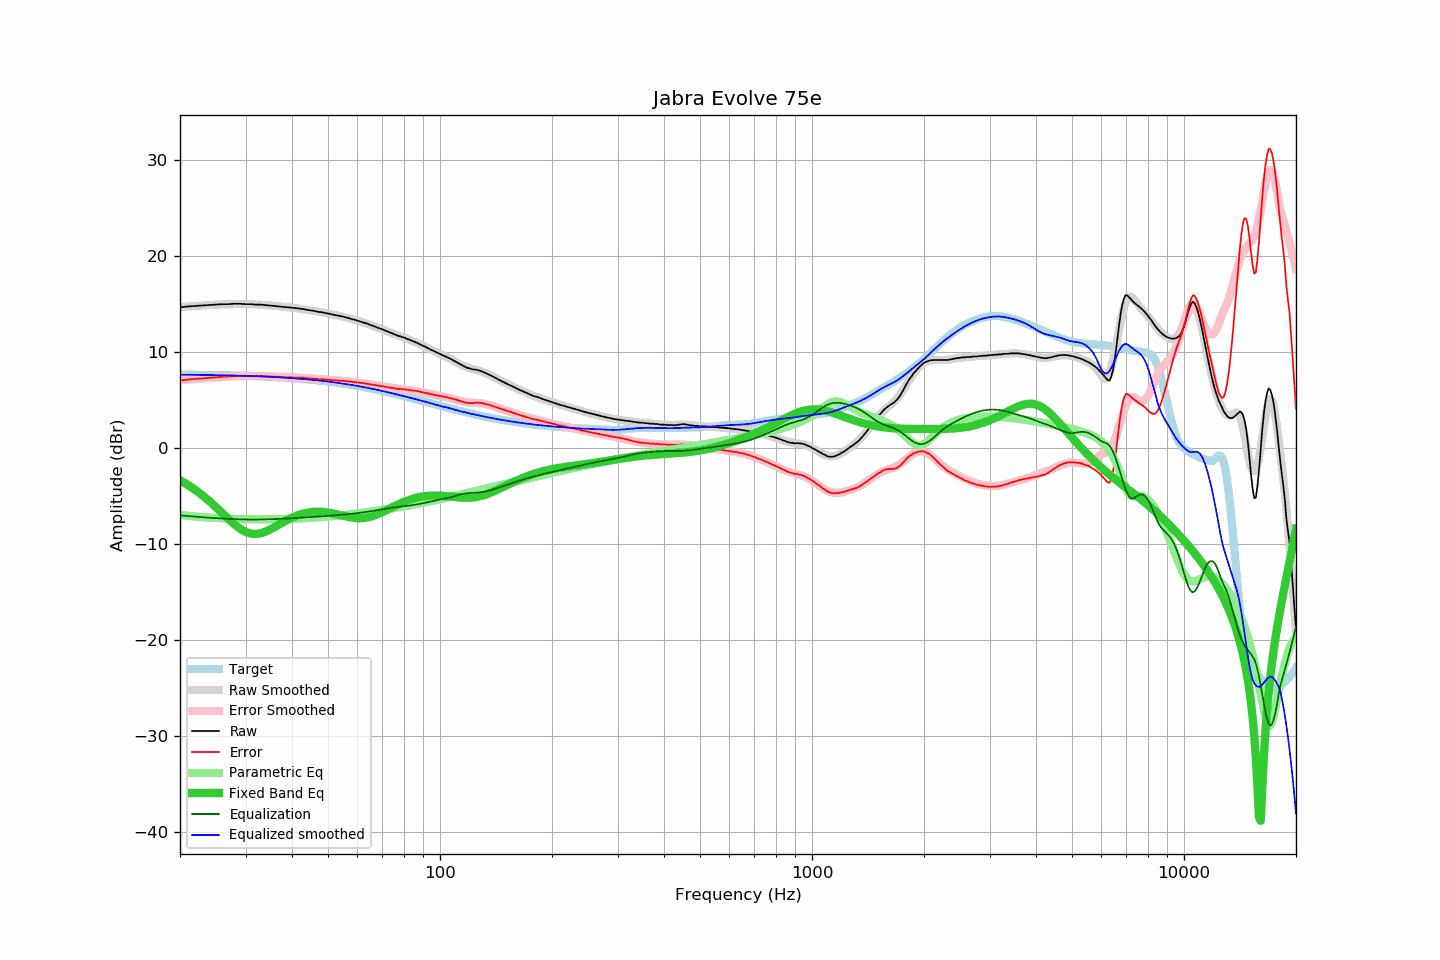 Jabra Evolve 75e
30
20
10
0
−10
−20
−30
−40
Amplitude (dBr)
Target
Raw Smoothed
Error Smoothed
Raw
Error
Parametric Eq
Fixed Band Eq
Equalization
Equalized smoothed
100 1000 10000
Frequency (Hz)